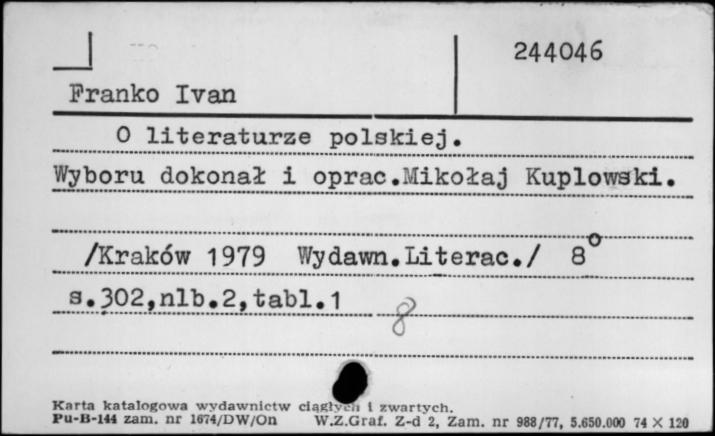 244046
Franko Ivan
O literaturze polskiej.
Wyboru dokonał i oprac.Mikołaj Kuplowski.
/Kraków 1979 Wydawn.Literac./ 8°
s.302,nlb.2,tabl.1
8
Karta katalogowa wydawnictw ciągłych i zwartych.
Pu-B-144 zam. nr 1674/DW/On W.Z.Graf. Z-d 2, Zam. nr 988/77, 5.650.000 74 X 120